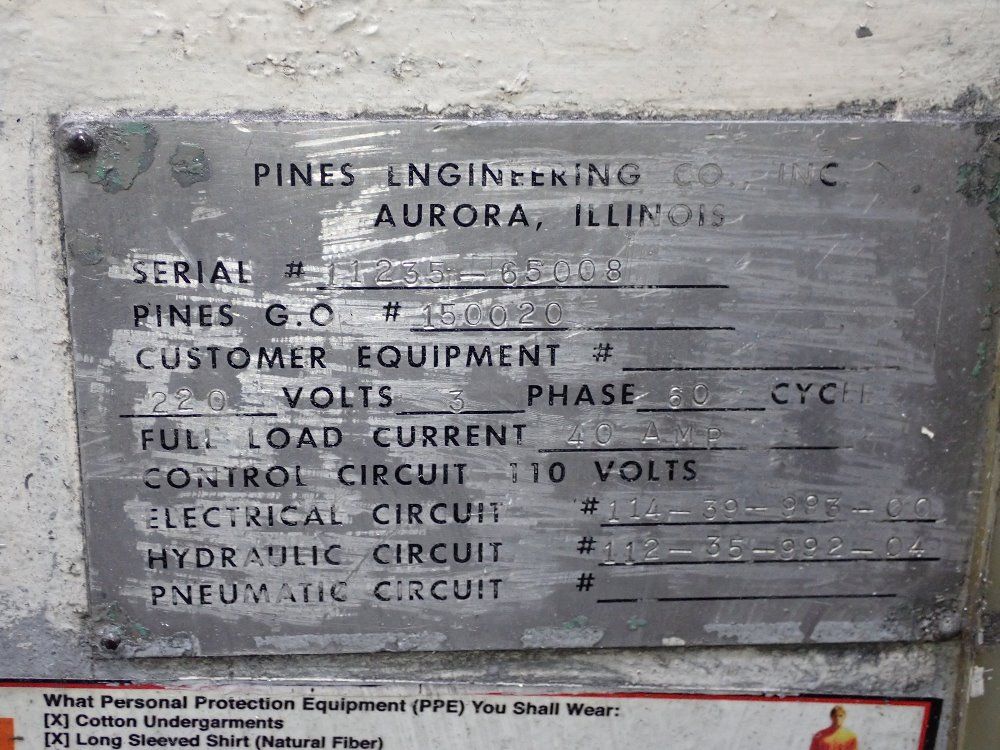 PINES ENGINEERING CO., INC.
AURORA, ILLINOIS
SERIAL # 11235-65008
PINES G.O. # 150020
CUSTOMER EQUIPMENT #
220 VOLTS 3 PHASE 60 CYCLE
FULL LOAD CURRENT 40 AMP
CONTROL CIRCUIT 110 VOLTS
ELECTRICAL CIRCUIT # 114-39-993-00
HYDRAULIC CIRCUIT # 112-35-992-04
PNEUMATIC CIRCUIT #
What Personal Protection Equipment (PPE) You Shall Wear:
[X] Cotton Undergarments
[X] Long Sleeved Shirt (Natural Fiber)